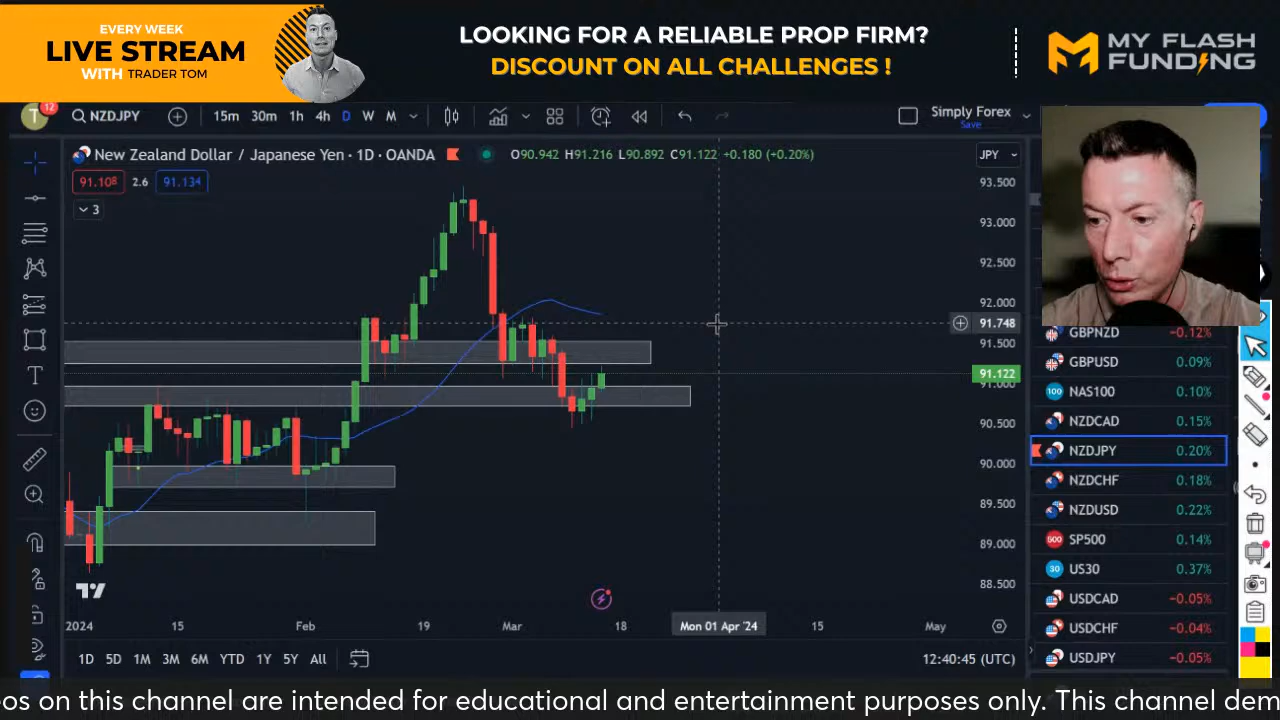 EVERY WEEK
LIVE STREAM
WITH TRADER TOM
LOOKING FOR A RELIABLE PROP FIRM?
DISCOUNT ON ALL CHALLENGES !
MY FLASH
FUNDING
T 12 NZDJPY 15m 30m 1h 4h D W M Simply Forex
Save
New Zealand Dollar / Japanese Yen · 1D · OANDA O90.942 H91.216 L90.892 C91.122 +0.180 (+0.20%) JPY
91.108 2.6 91.134
3
93.500
93.000
92.500
92.000
91.748
91.500
91.122
91.000
90.500
90.000
89.500
89.000
88.500
GBPNZD -0.12%
GBPUSD 0.09%
100 NAS100 0.10%
NZDCAD 0.15%
NZDJPY 0.20%
NZDCHF 0.18%
NZDUSD 0.22%
500 SP500 0.14%
30 US30 0.37%
USDCAD -0.05%
USDCHF -0.04%
USDJPY -0.05%
2024 15 Feb 19 Mar 18 Mon 01 Apr '24 15 May
1D 5D 1M 3M 6M YTD 1Y 5Y All 12:40:45 (UTC)
os on this channel are intended for educational and entertainment purposes only. This channel dem